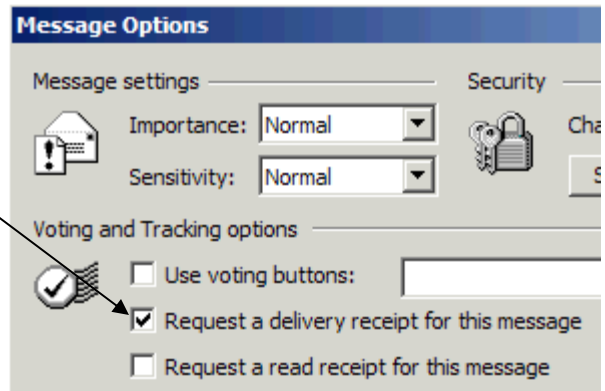 Message Options
Message settings
Security
Importance: Normal
Sensitivity: Normal
Voting and Tracking options
Use voting buttons:
Request a delivery receipt for this message
Request a read receipt for this message